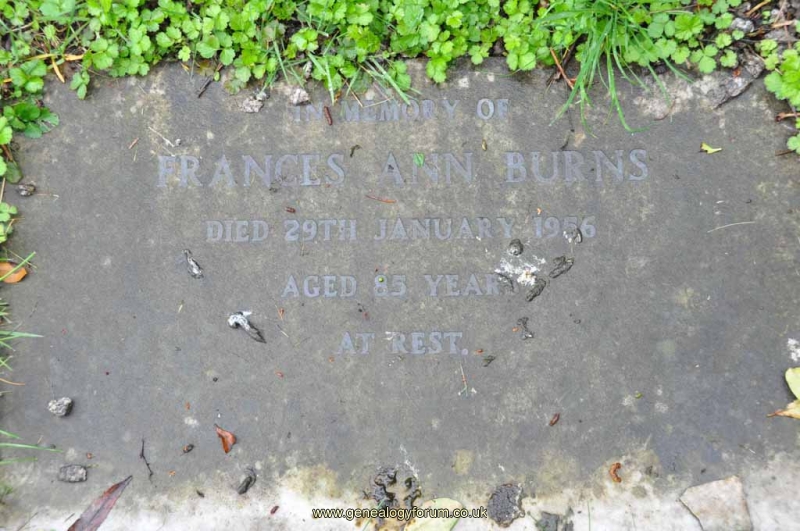 IN MEMORY OF
FRANCES ANN BURNS
DIED 29TH JANUARY 1956
AGED 85 YEARS
AT REST.
www.genealogyforum.co.uk